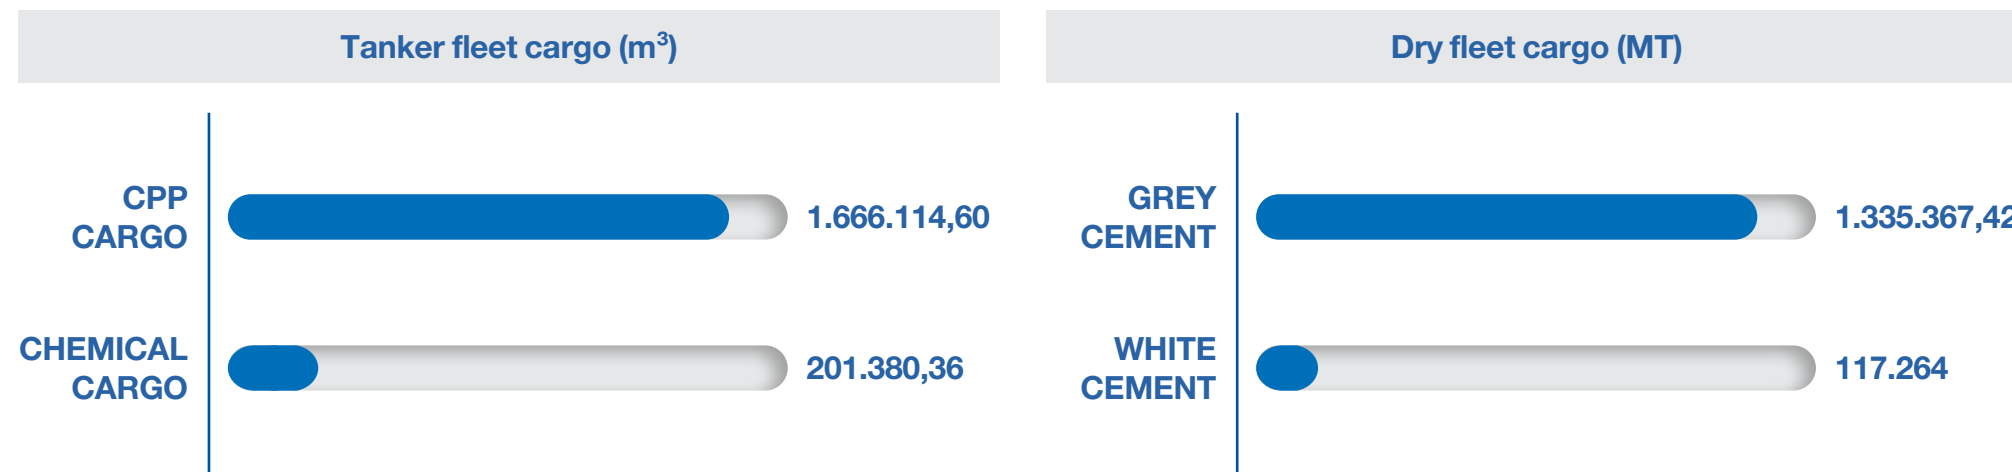 Tanker fleet cargo (m³)
CPP
CARGO
1.666.114,60
CHEMICAL
CARGO
201.380,36
Dry fleet cargo (MT)
GREY
CEMENT
1.335.367,42
WHITE
CEMENT
117.264